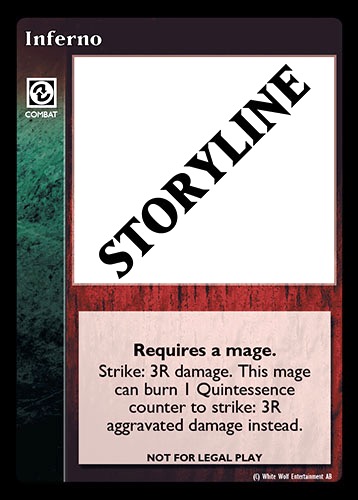 Inferno
COMBAT
STORYLINE
Requires a mage.
Strike: 3R damage. This mage
can burn 1 Quintessence
counter to strike: 3R
aggravated damage instead.
NOT FOR LEGAL PLAY
(C) White Wolf Entertainment AB